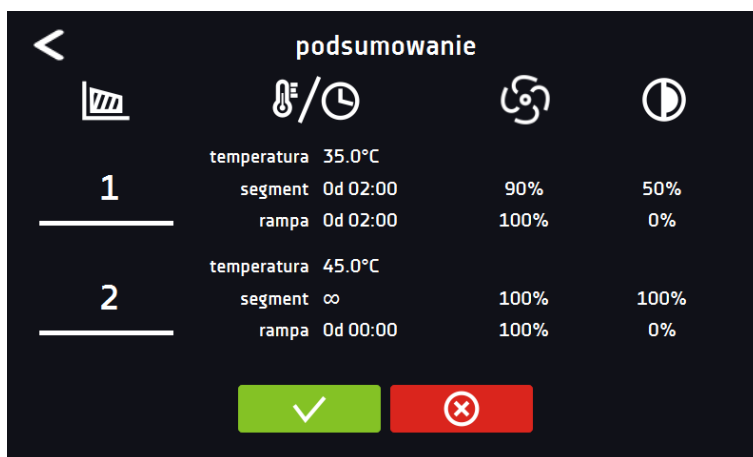 podsumowanie
temperatura 35.0°C
1 segment 0d 02:00 90% 50%
rampa 0d 02:00 100% 0%
temperatura 45.0°C
2 segment ∞ 100% 100%
rampa 0d 00:00 100% 0%